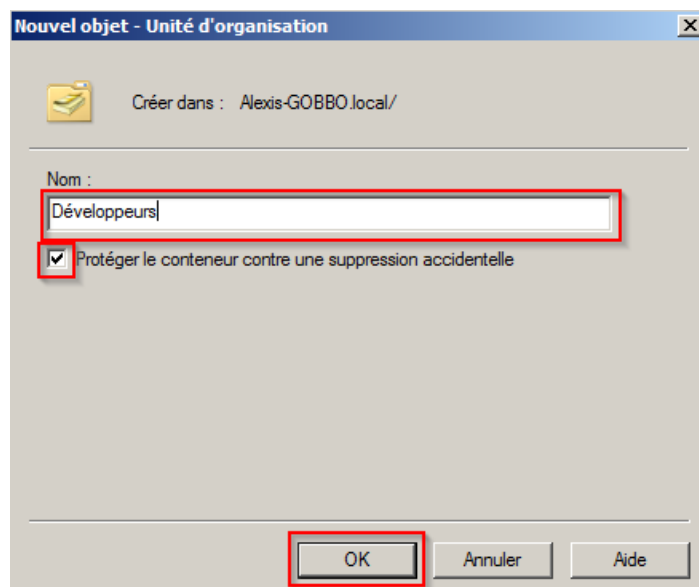 Nouvel objet - Unité d'organisation
Créer dans : Alexis-GOBBO.local/
Nom :
Développeurs
Protéger le conteneur contre une suppression accidentelle
OK Annuler Aide